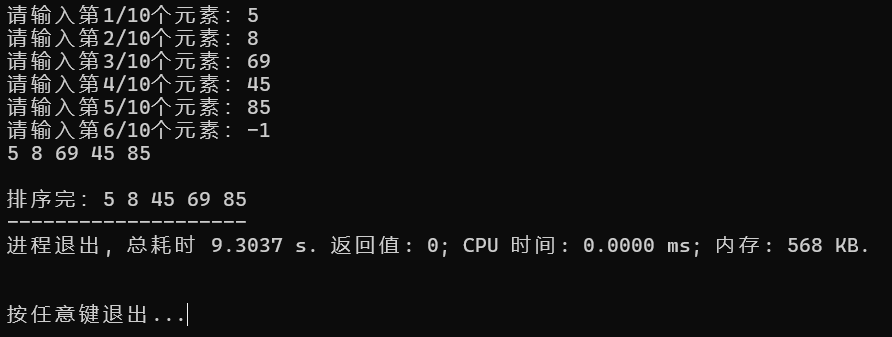 请输入第1/10个元素: 5
请输入第2/10个元素: 8
请输入第3/10个元素: 69
请输入第4/10个元素: 45
请输入第5/10个元素: 85
请输入第6/10个元素: -1
5 8 69 45 85
排序完: 5 8 45 69 85
--------------------
进程退出, 总耗时 9.3037 s. 返回值: 0; CPU 时间: 0.0000 ms; 内存: 568 KB.
按任意键退出...